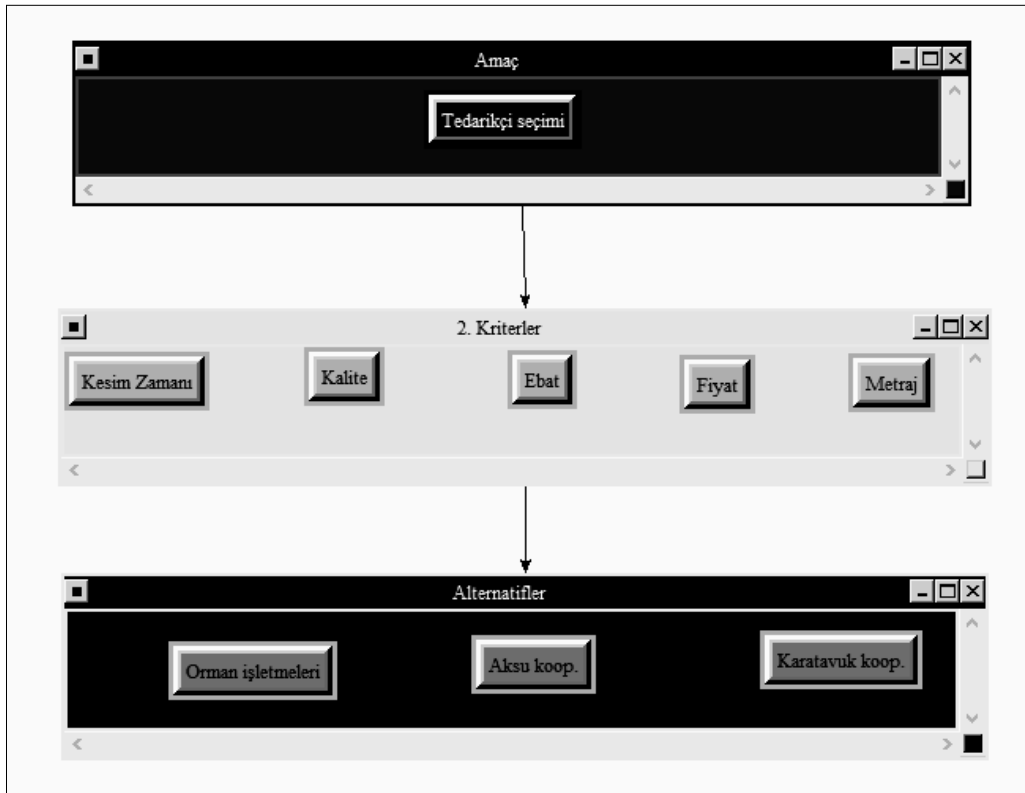 Amaç
Tedarikçi seçimi
2. Kriterler
Kesim Zamanı
Kalite
Ebat
Fiyat
Metraj
Alternatifler
Orman işletmeleri
Aksu koop.
Karatavuk koop.